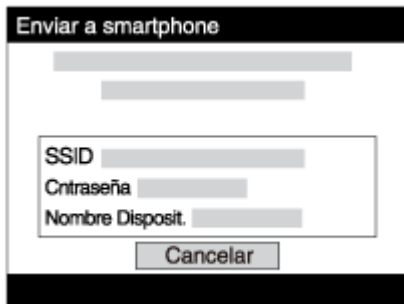 Enviar a smartphone
SSID
Cntraseña
Nombre Disposit.
Cancelar